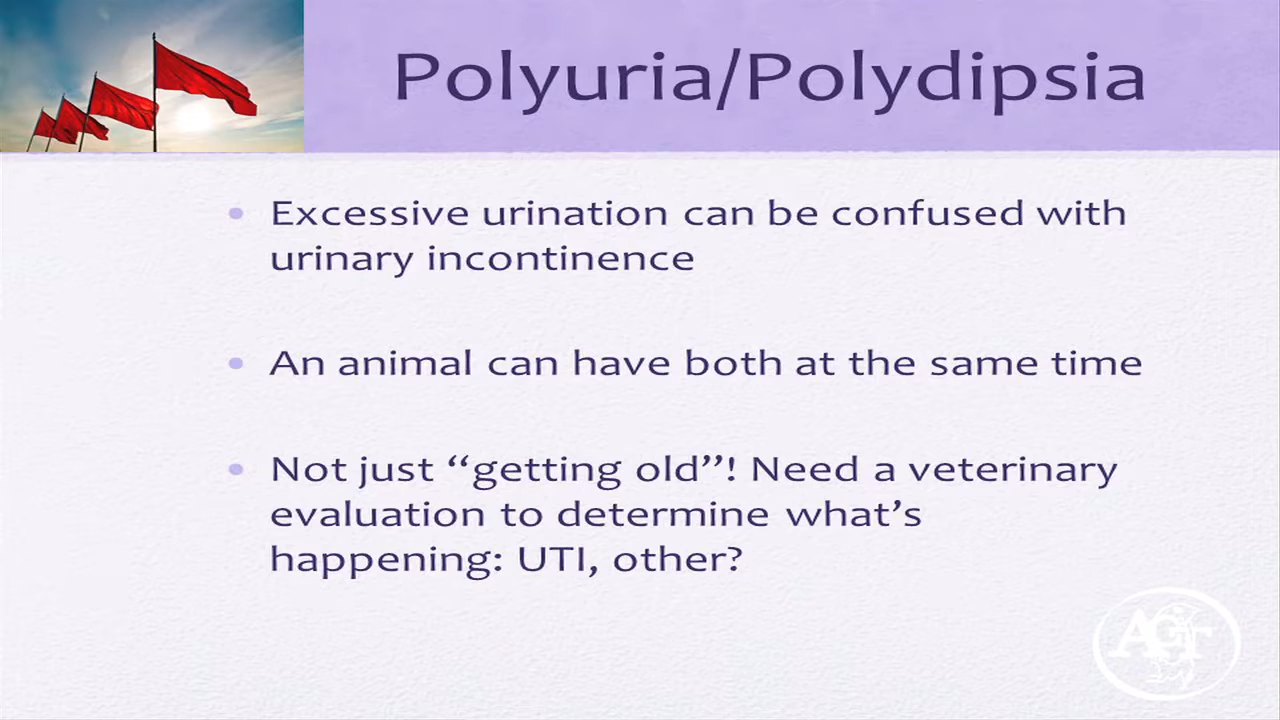 Polyuria/Polydipsia
• Excessive urination can be confused with
urinary incontinence
• An animal can have both at the same time
• Not just “getting old”! Need a veterinary
evaluation to determine what’s
happening: UTI, other?